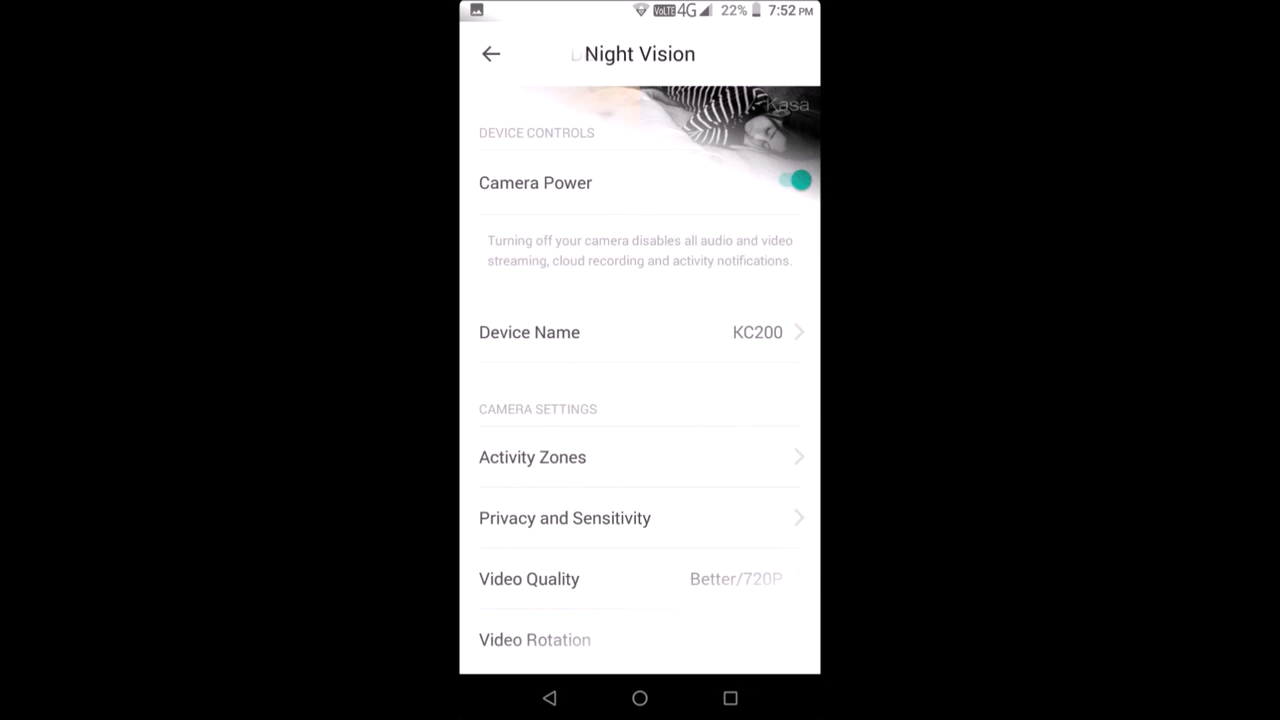 VoLTE 4G 22% 7:52 PM
Night Vision
Kasa
DEVICE CONTROLS
Camera Power
Turning off your camera disables all audio and video
streaming, cloud recording and activity notifications.
Device Name KC200
CAMERA SETTINGS
Activity Zones
Privacy and Sensitivity
Video Quality Better/720P
Video Rotation